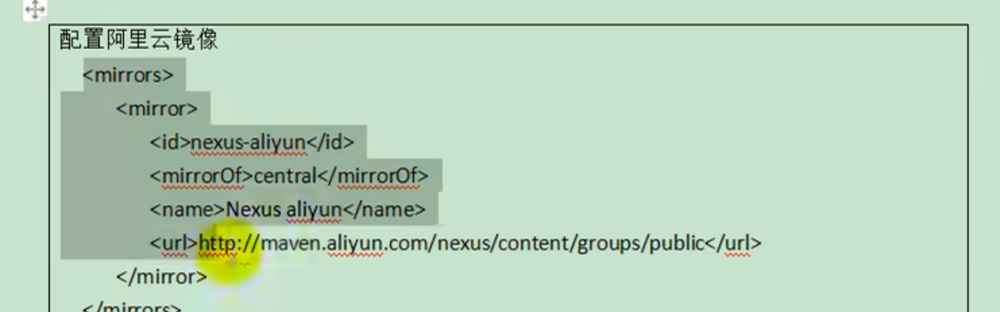 配置阿里云镜像
<mirrors>
<mirror>
<id>nexus-aliyun</id>
<mirrorOf>central</mirrorOf>
<name>Nexus aliyun</name>
<url>http://maven.aliyun.com/nexus/content/groups/public</url>
</mirror>
</mirrors>